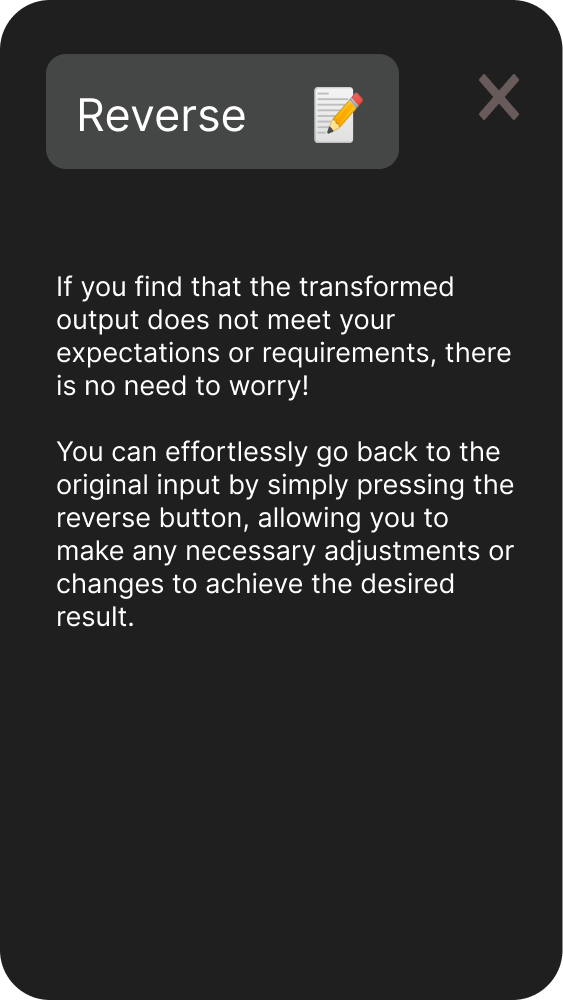 Reverse
If you find that the transformed
output does not meet your
expectations or requirements, there
is no need to worry!
You can effortlessly go back to the
original input by simply pressing the
reverse button, allowing you to
make any necessary adjustments or
changes to achieve the desired
result.